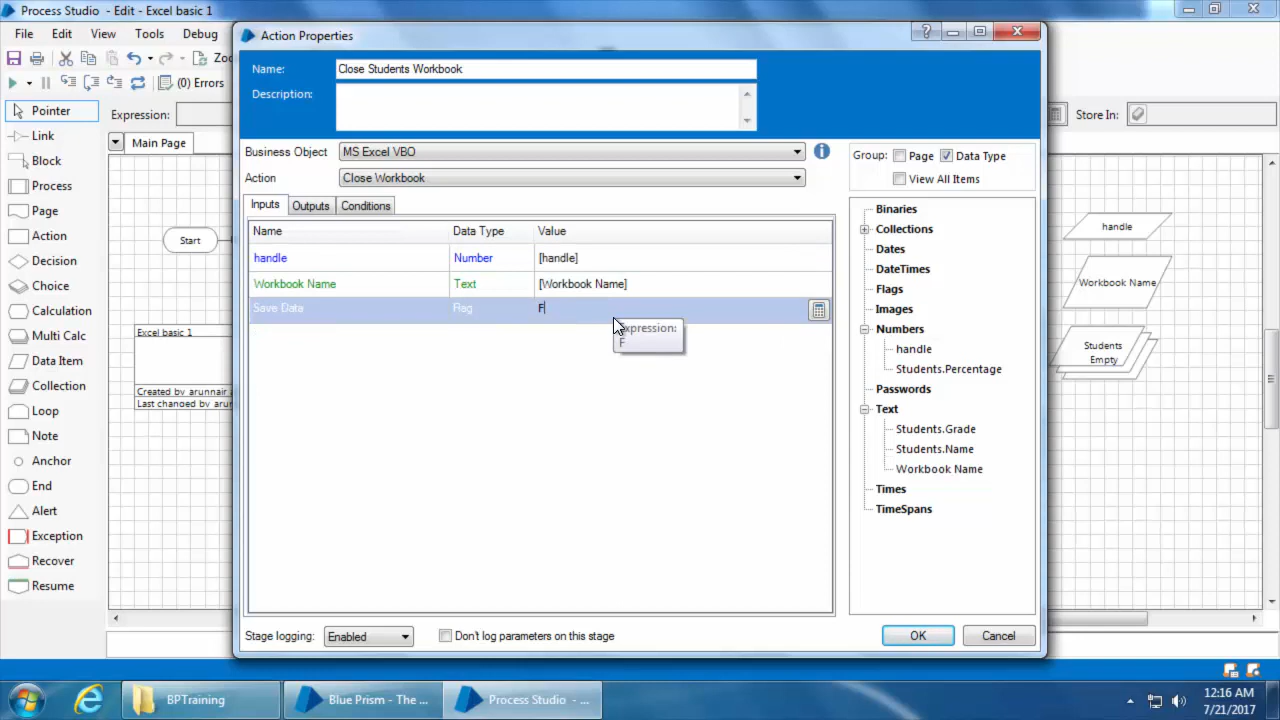 Process Studio - Edit - Excel basic 1
File Edit View Tools Debug
Zoo
(0) Errors
Expression:
Store In:
Main Page
Pointer
Link
Block
Process
Page
Action
Decision
Choice
Calculation
Multi Calc
Data Item
Collection
Loop
Note
Anchor
End
Alert
Exception
Recover
Resume
Start
Excel basic 1
Created by arunnair
Last changed by arun
Action Properties
Name: Close Students Workbook
Description:
Business Object MS Excel VBO
Action Close Workbook
Inputs Outputs Conditions
Name Data Type Value
handle Number [handle]
Workbook Name Text [Workbook Name]
Save Data Flag F
Expression:
F
Stage logging: Enabled Don't log parameters on this stage
Group: Page Data Type
View All Items
Binaries
Collections
Dates
DateTimes
Flags
Images
Numbers
handle
Students.Percentage
Passwords
Text
Students.Grade
Students.Name
Workbook Name
Times
TimeSpans
OK Cancel
handle
Workbook Name
Students
Empty
BPTraining
Blue Prism - The ...
Process Studio - ...
12:16 AM
7/21/2017